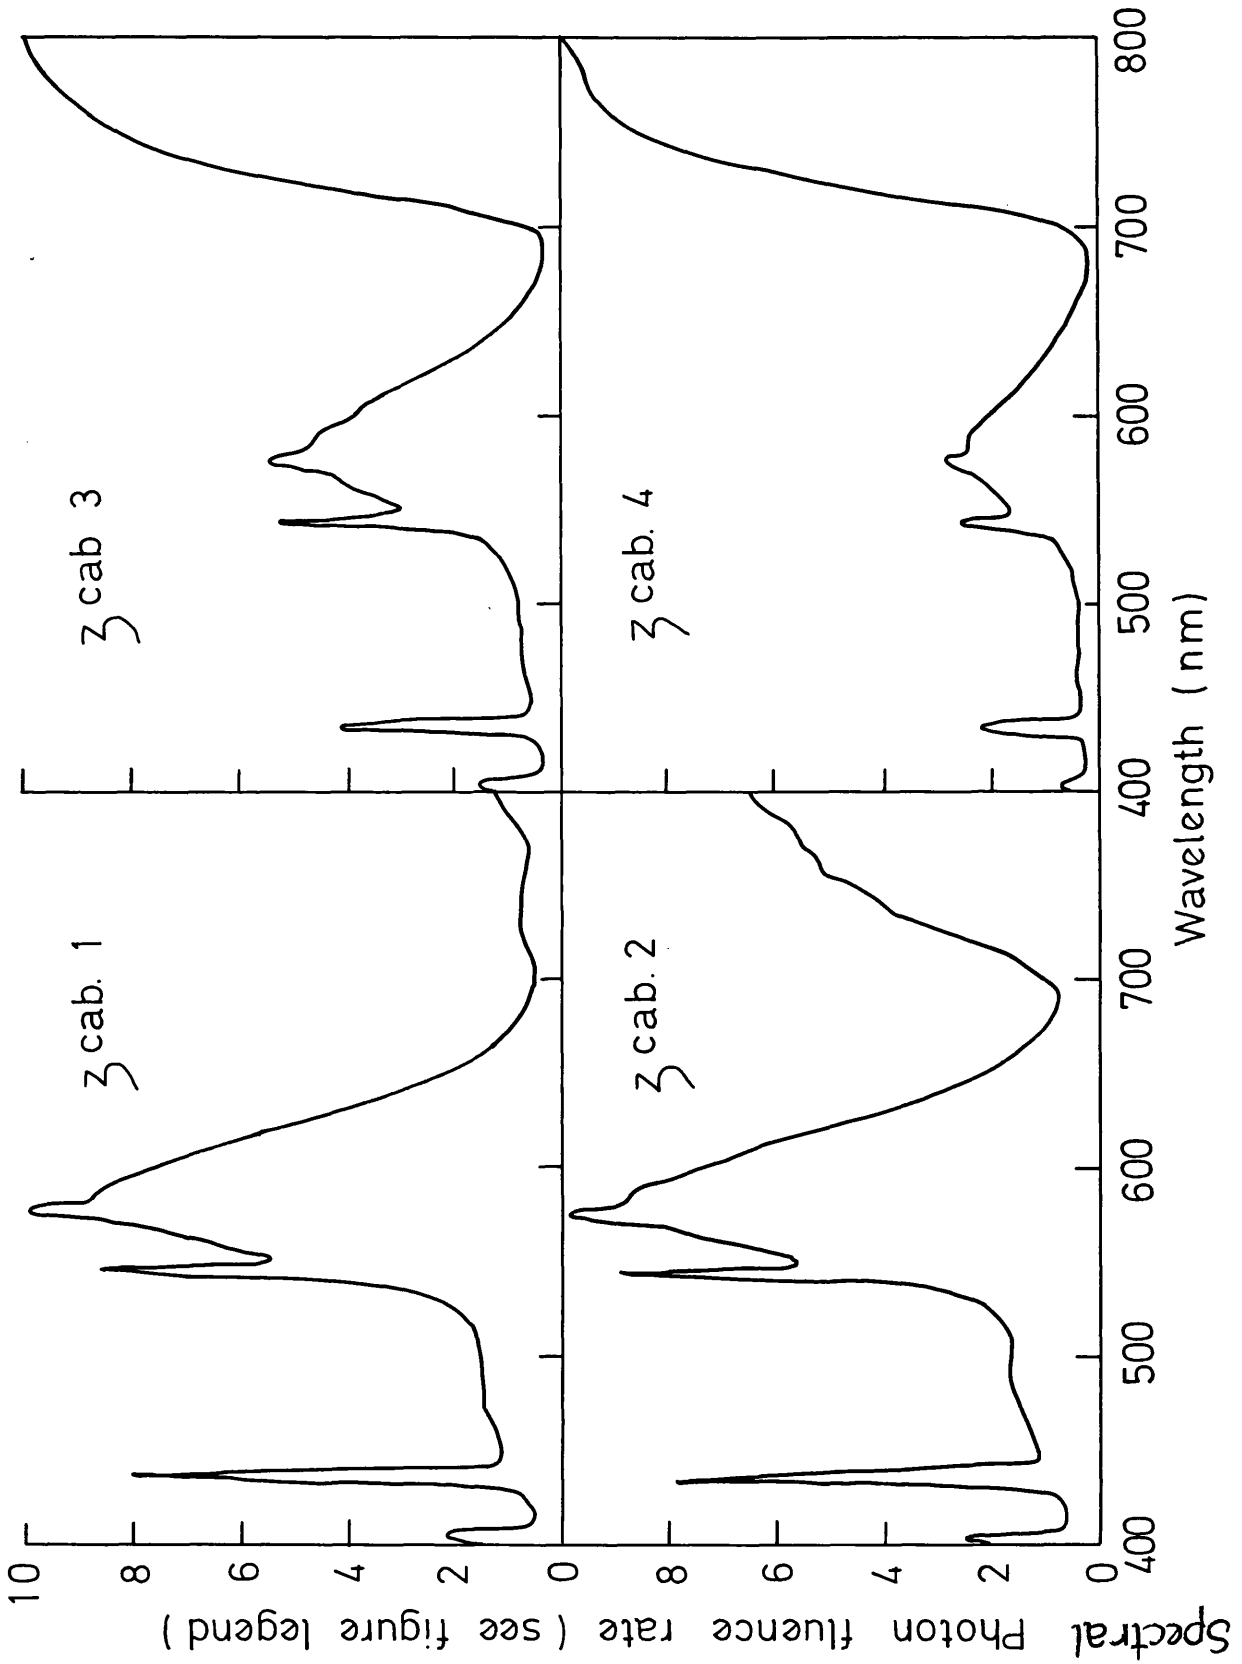 Spectral Photon fluence rate ( see figure legend )
10
8
6
4
2
0
8
6
4
2
0
ζ cab. 1
ζ cab 3
ζ cab. 2
ζ cab. 4
400 500 600 700 400 500 600 700 800
Wavelength ( nm )